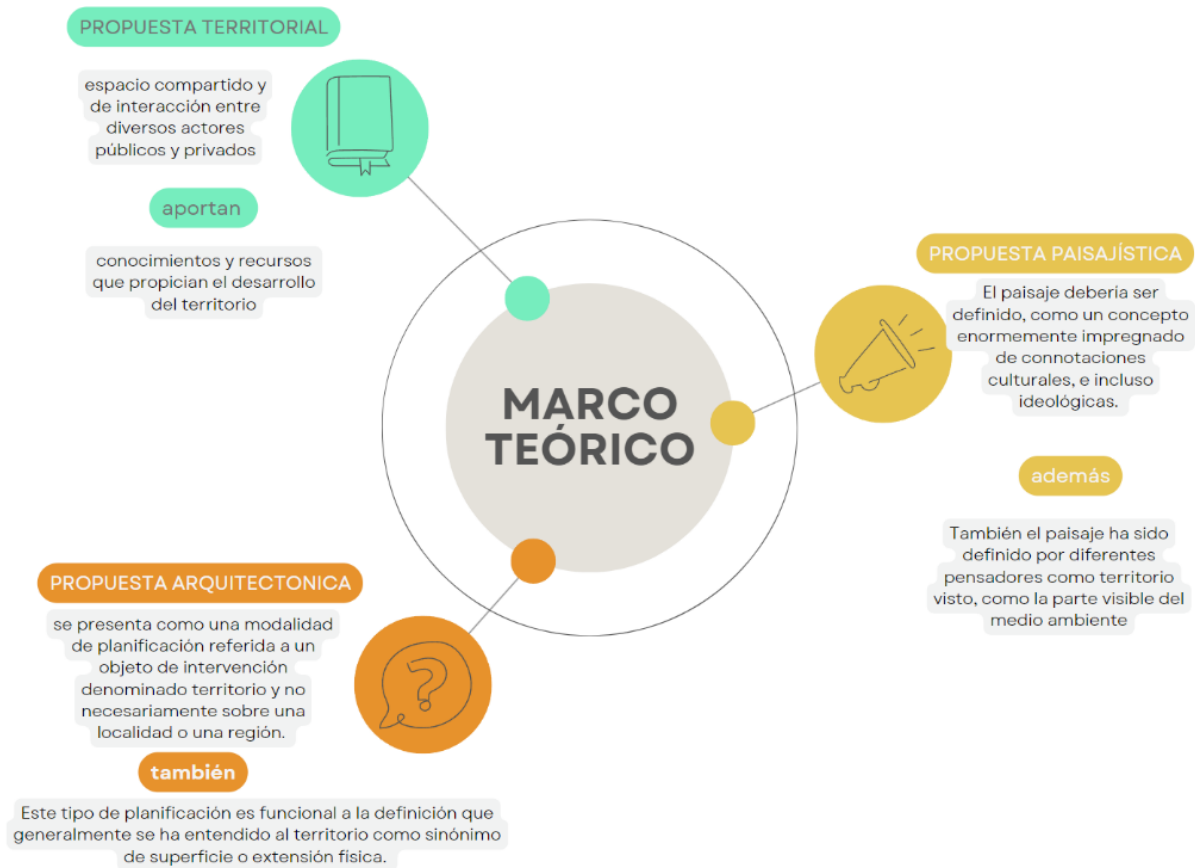 PROPUESTA TERRITORIAL
espacio compartido y
de interacción entre
diversos actores
públicos y privados
aportan
conocimientos y recursos
que propician el desarrollo
del territorio
MARCO
TEÓRICO
PROPUESTA PAISAJÍSTICA
El paisaje debería ser
definido, como un concepto
enormemente impregnado
de connotaciones
culturales, e incluso
ideológicas.
además
También el paisaje ha sido
definido por diferentes
pensadores como territorio
visto, como la parte visible del
medio ambiente
PROPUESTA ARQUITECTONICA
se presenta como una modalidad
de planificación referida a un
objeto de intervención
denominado territorio y no
necesariamente sobre una
localidad o una región.
?
también
Este tipo de planificación es funcional a la definición que
generalmente se ha entendido al territorio como sinónimo
de superficie o extensión física.